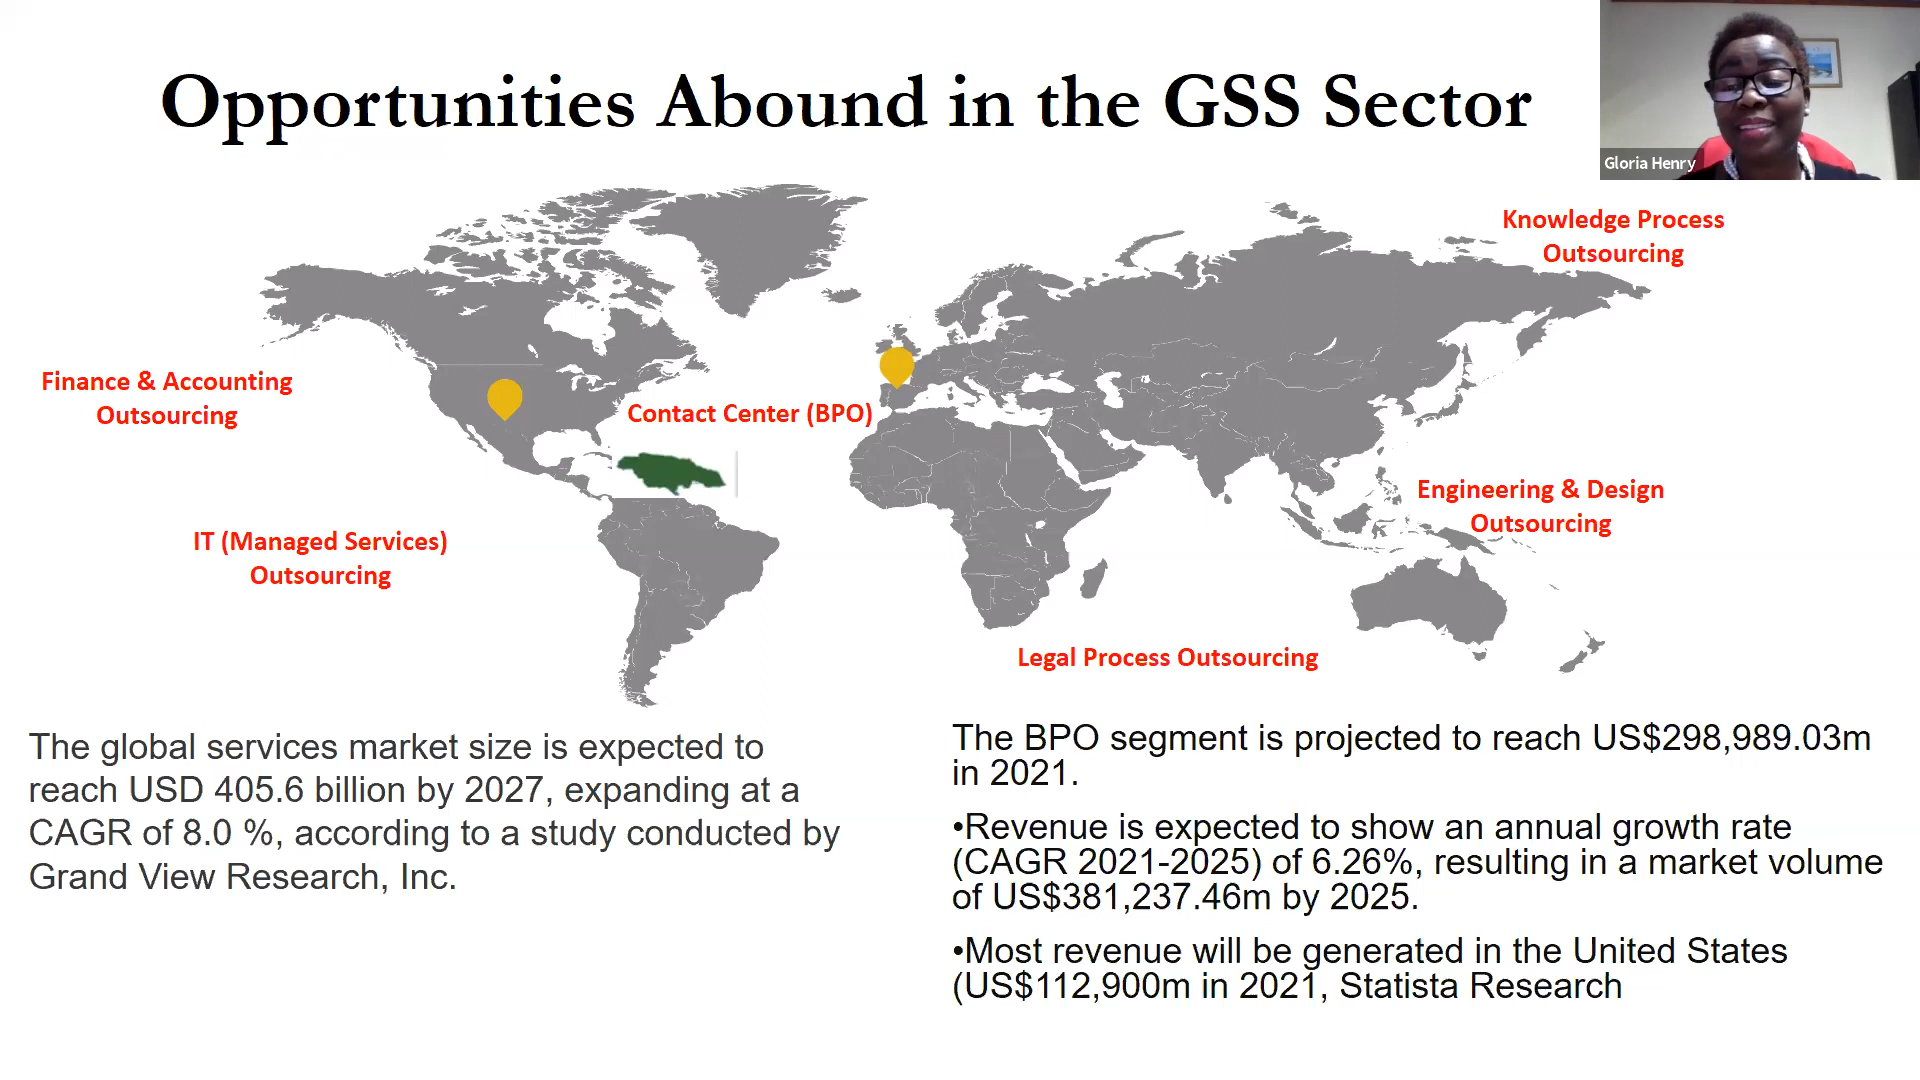 Opportunities Abound in the GSS Sector
Gloria Henry
Knowledge Process
Outsourcing
Finance & Accounting
Outsourcing
Contact Center (BPO)
Engineering & Design
Outsourcing
IT (Managed Services)
Outsourcing
Legal Process Outsourcing
The global services market size is expected to
reach USD 405.6 billion by 2027, expanding at a
CAGR of 8.0 %, according to a study conducted by
Grand View Research, Inc.
The BPO segment is projected to reach US$298,989.03m
in 2021.
•Revenue is expected to show an annual growth rate
(CAGR 2021-2025) of 6.26%, resulting in a market volume
of US$381,237.46m by 2025.
•Most revenue will be generated in the United States
(US$112,900m in 2021, Statista Research